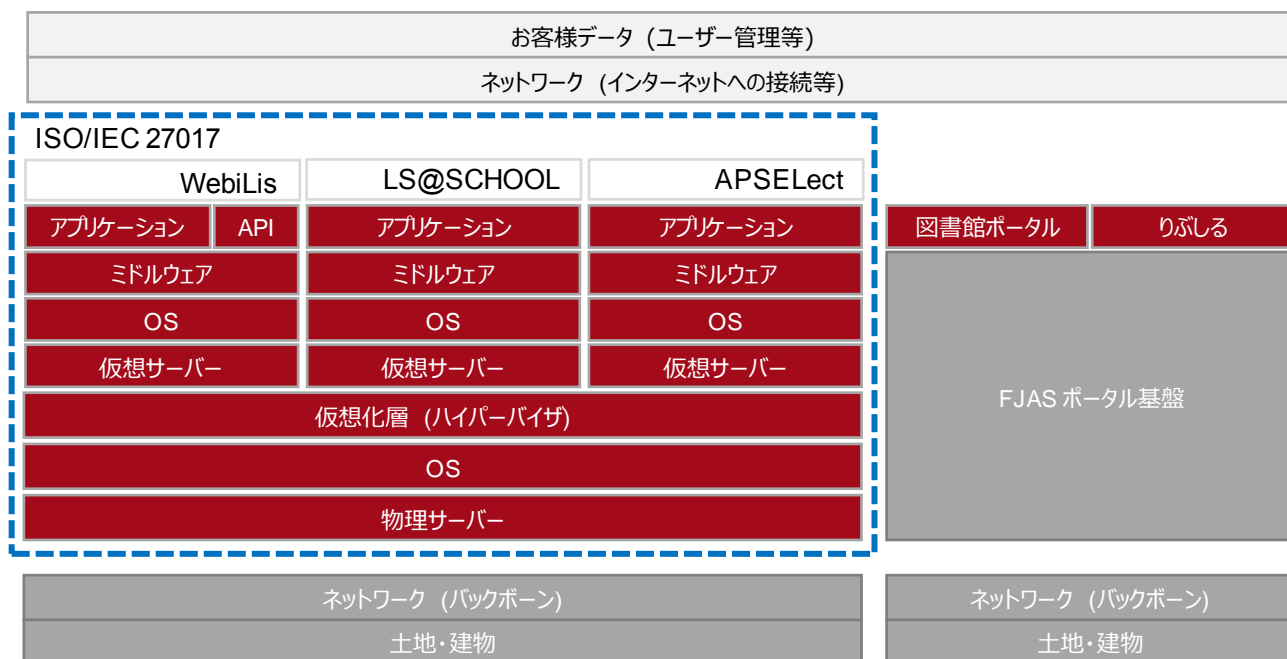 お客様データ (ユーザー管理等)
ネットワーク (インターネットへの接続等)
ISO/IEC 27017
WebiLis LS@SCHOOL APSELect
アプリケーション API アプリケーション アプリケーション 図書館ポータル りぶしる
ミドルウェア ミドルウェア ミドルウェア
OS OS OS
仮想サーバー 仮想サーバー 仮想サーバー
FJAS ポータル基盤
仮想化層 (ハイパーバイザ)
OS
物理サーバー
ネットワーク (バックボーン) ネットワーク (バックボーン)
土地・建物 土地・建物